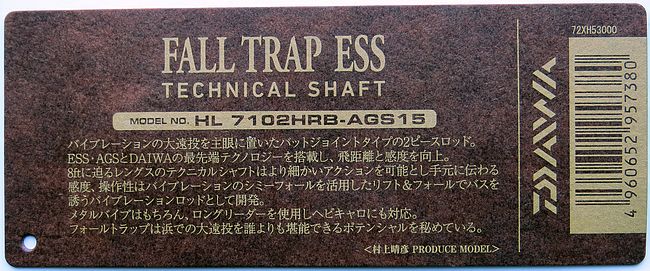 72XH53000
FALL TRAP ESS
TECHNICAL SHAFT
MODEL NO. HL 7102HRB-AGS15
バイブレーションの大遠投を主眼に置いたバットジョイントタイプの2ピースロッド。
ESS・AGSとDAIWAの最先端テクノロジーを搭載し、飛距離と感度を向上。
8ftに迫るレングスのテクニカルシャフトはより細かいアクションを可能とし手元に伝わる
感度、操作性はバイブレーションのシミーフォールを活用したリフト&フォールでバスを
誘うバイブレーションロッドとして開発。
メタルバイブはもちろん、ロングリーダーを使用しヘビキャロにも対応。
フォールトラップは浜での大遠投を誰よりも堪能できるポテンシャルを秘めている。
<村上晴彦 PRODUCE MODEL>
DAIWA
4960652957380